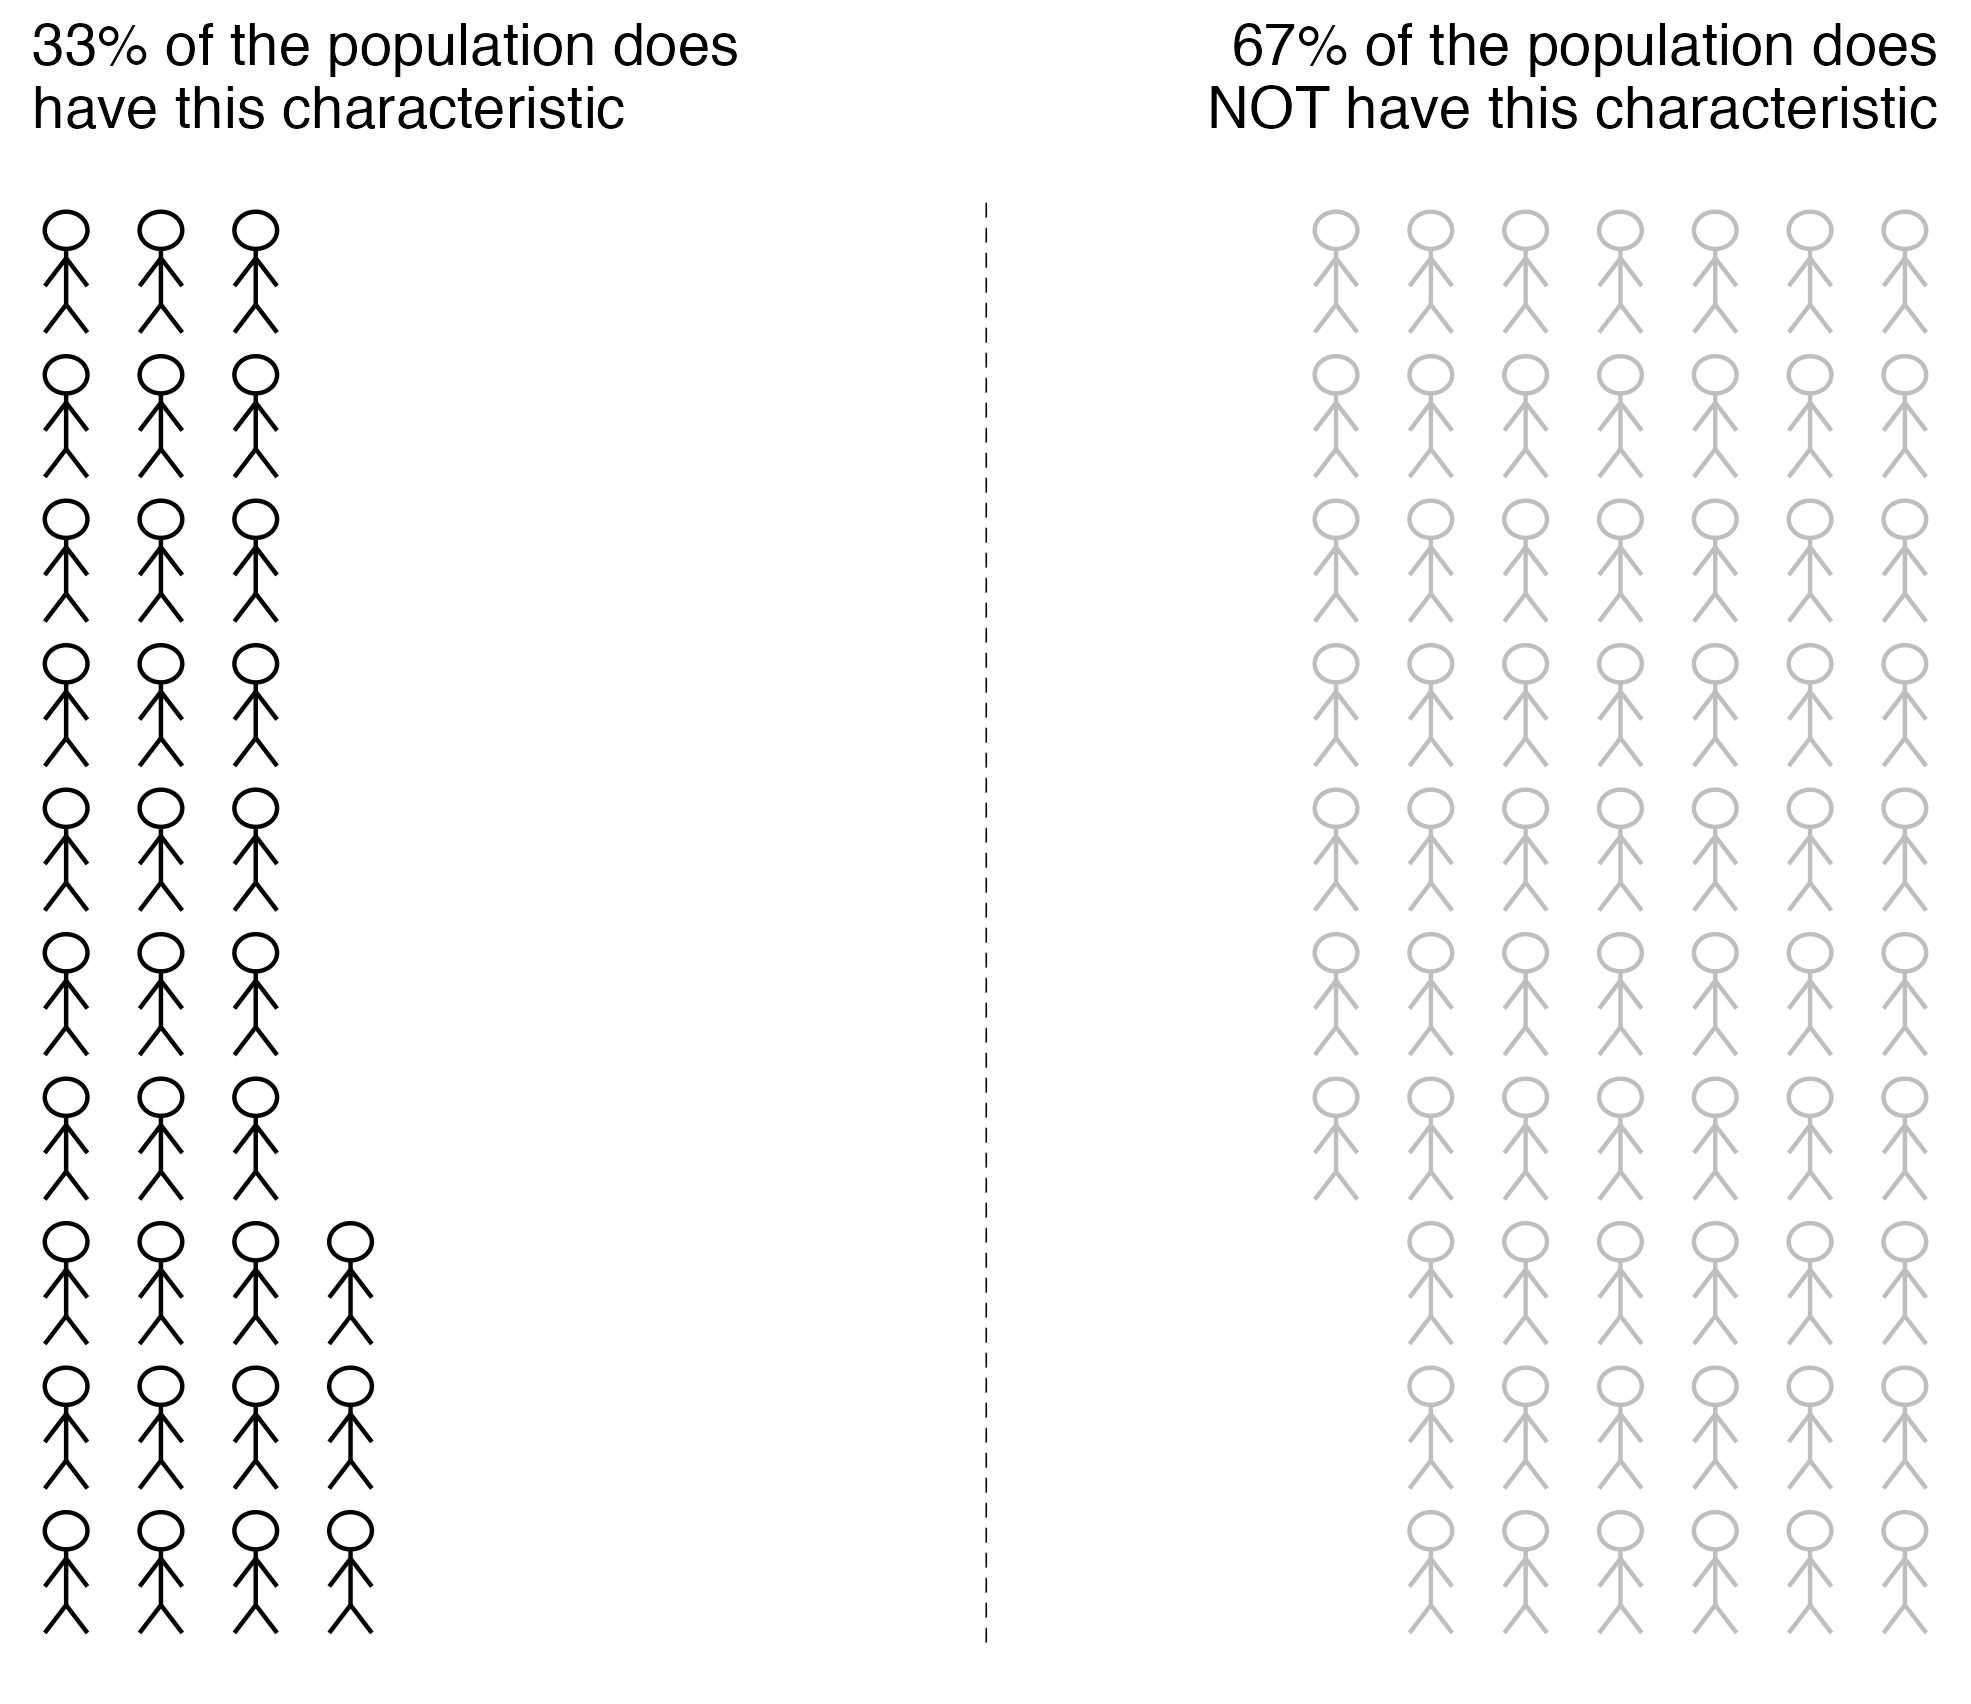 33% of the population does
have this characteristic
67% of the population does
NOT have this characteristic